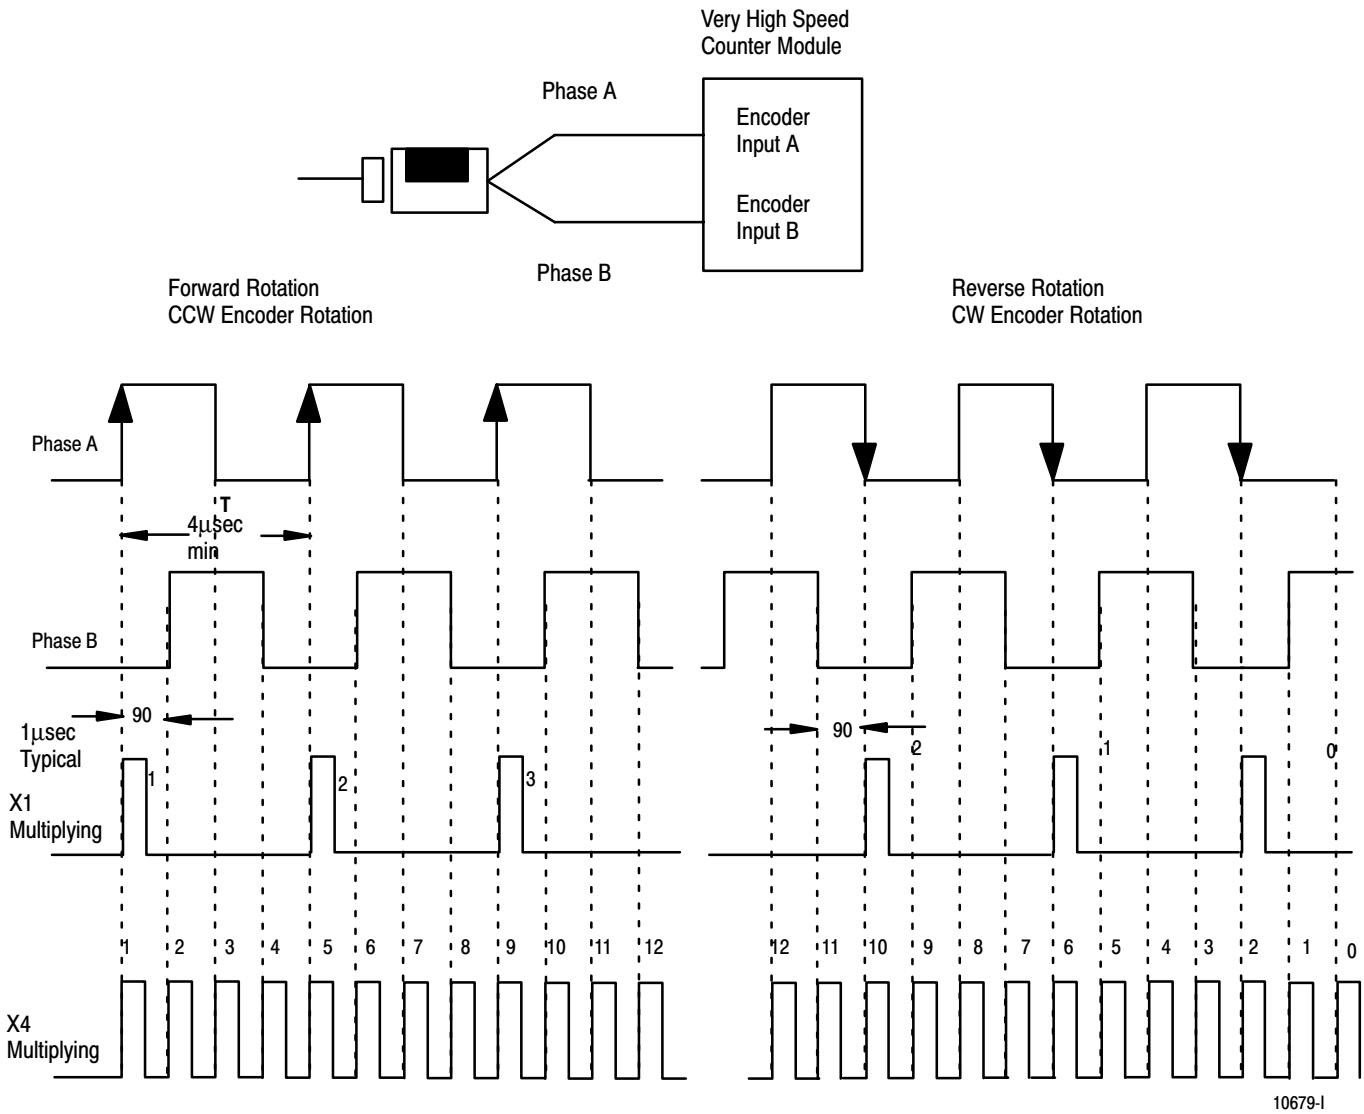 Very High Speed
Counter Module
Phase A
Encoder
Input A
Encoder
Input B
Phase B
Forward Rotation
CCW Encoder Rotation
Reverse Rotation
CW Encoder Rotation
Phase A
T
4µsec
min
Phase B
90
90
1µsec
Typical
1
2
3
2
1
0
X1
Multiplying
1 2 3 4 5 6 7 8 9 10 11 12
12 11 10 9 8 7 6 5 4 3 2 1 0
X4
Multiplying
10679-I